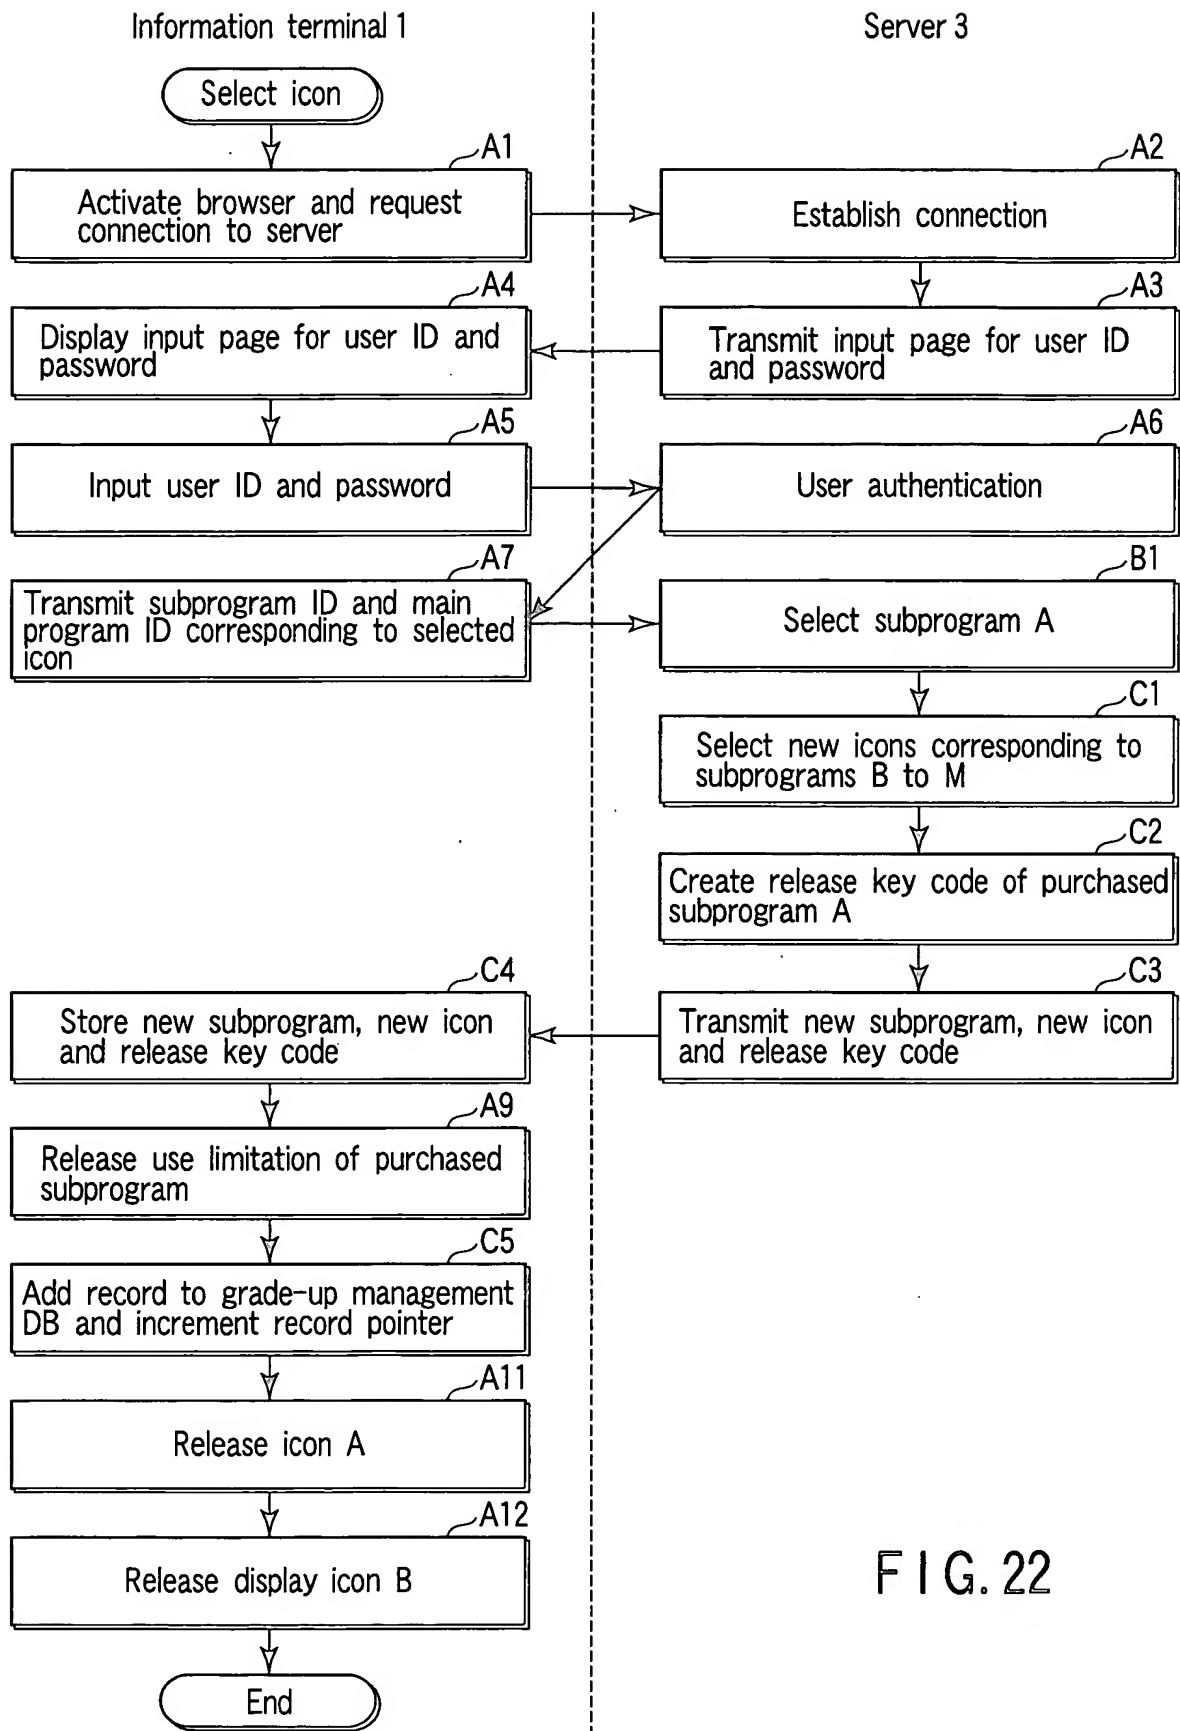 Information terminal 1
Server 3
Select icon
A1
Activate browser and request
connection to server
A2
Establish connection
A4
Display input page for user ID and
password
A3
Transmit input page for user ID
and password
A5
Input user ID and password
A6
User authentication
A7
Transmit subprogram ID and main
program ID corresponding to selected
icon
B1
Select subprogram A
C1
Select new icons corresponding to
subprograms B to M
C2
Create release key code of purchased
subprogram A
C4
Store new subprogram, new icon
and release key code
C3
Transmit new subprogram, new icon
and release key code
A9
Release use limitation of purchased
subprogram
C5
Add record to grade-up management
DB and increment record pointer
A11
Release icon A
A12
Release display icon B
End
FIG. 22